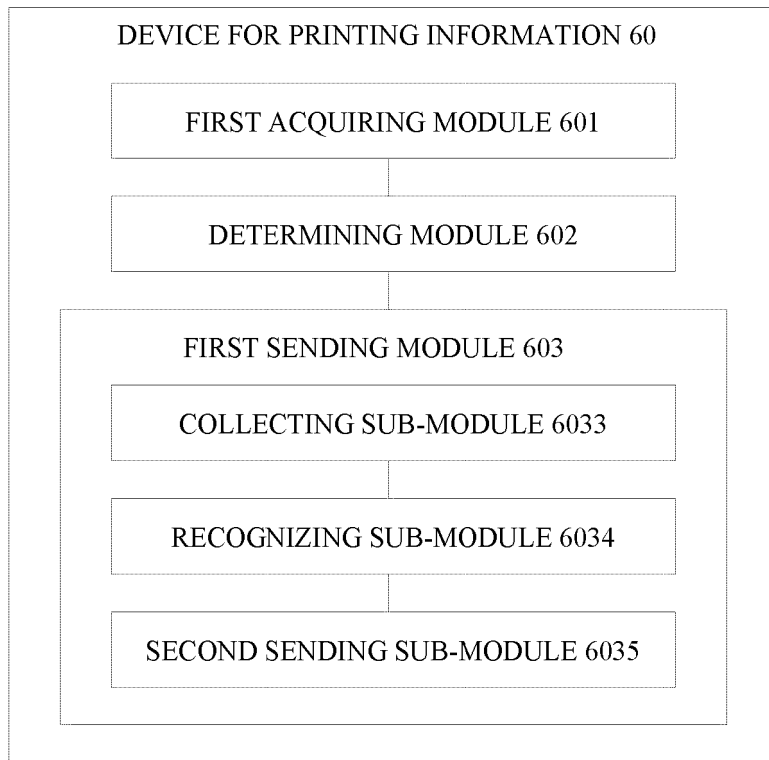 DEVICE FOR PRINTING INFORMATION 60
FIRST ACQUIRING MODULE 601
DETERMINING MODULE 602
FIRST SENDING MODULE 603
COLLECTING SUB-MODULE 6033
RECOGNIZING SUB-MODULE 6034
SECOND SENDING SUB-MODULE 6035